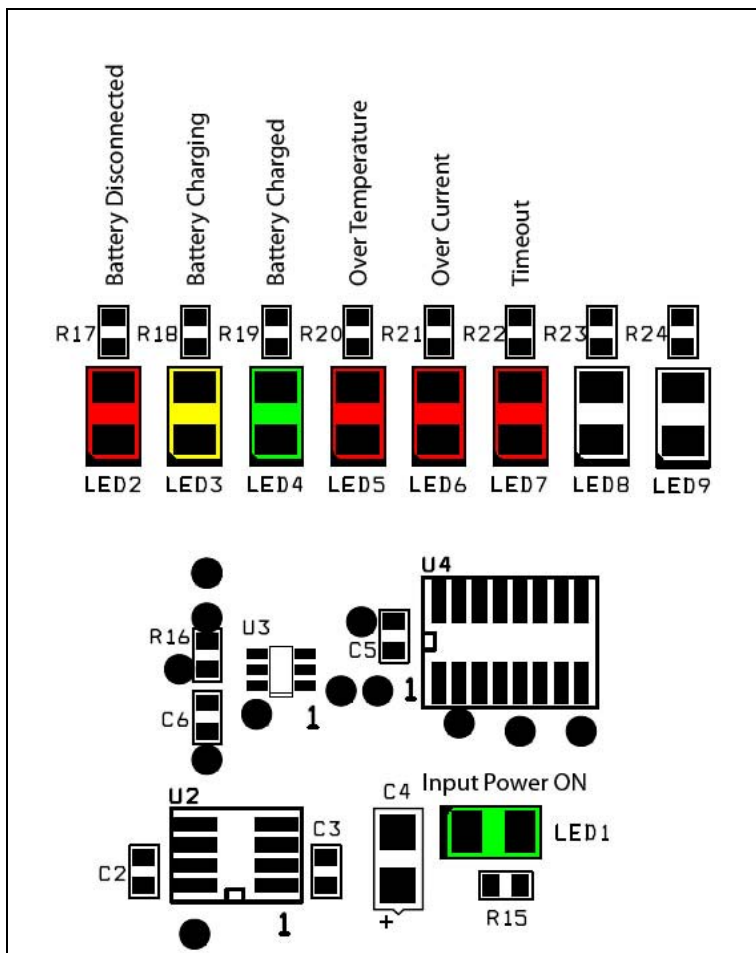 Battery Disconnected
Battery Charging
Battery Charged
Over Temperature
Over Current
Timeout
R17 R18 R19 R20 R21 R22 R23 R24
LED2 LED3 LED4 LED5 LED6 LED7 LED8 LED9
U4
R16 U3 C5
1 1
C6
Input Power ON
U2 C4
C3 LED1
C2
R15
1 +